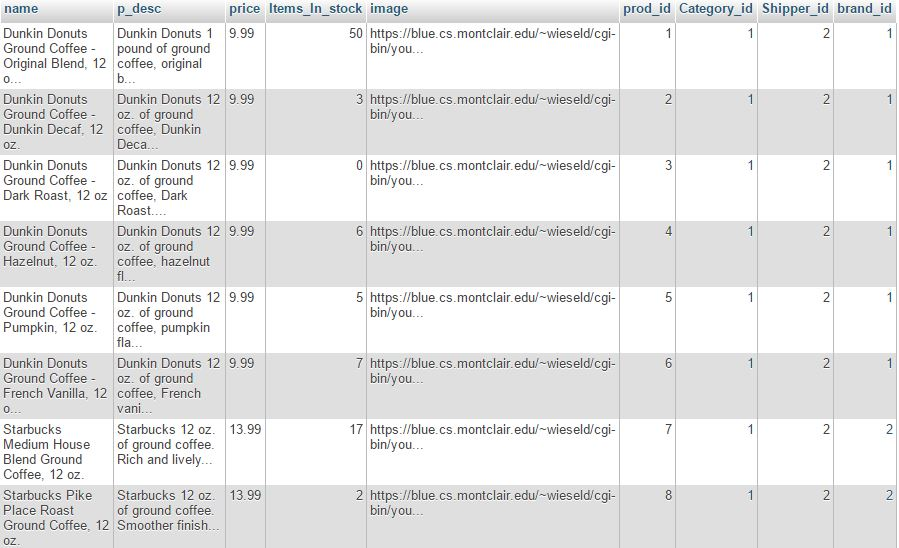 name p_desc price Items_In_stock image prod_id Category_id Shipper_id brand_id
Dunkin Donuts Dunkin Donuts 1 9.99 50 https://blue.cs.montclair.edu/~wieseld/cgi- 1 1 2 1
Ground Coffee - pound of ground bin/you...
Original Blend, 12 coffee, original
o... b...
Dunkin Donuts Dunkin Donuts 12 9.99 3 https://blue.cs.montclair.edu/~wieseld/cgi- 2 1 2 1
Ground Coffee - oz. of ground bin/you...
Dunkin Decaf, 12 coffee, Dunkin
oz. Deca...
Dunkin Donuts Dunkin Donuts 12 9.99 0 https://blue.cs.montclair.edu/~wieseld/cgi- 3 1 2 1
Ground Coffee - oz. of ground bin/you...
Dark Roast, 12 oz coffee, Dark
Roast....
Dunkin Donuts Dunkin Donuts 12 9.99 6 https://blue.cs.montclair.edu/~wieseld/cgi- 4 1 2 1
Ground Coffee - oz. of ground bin/you...
Hazelnut, 12 oz. coffee, hazelnut
fl...
Dunkin Donuts Dunkin Donuts 12 9.99 5 https://blue.cs.montclair.edu/~wieseld/cgi- 5 1 2 1
Ground Coffee - oz. of ground bin/you...
Pumpkin, 12 oz. coffee, pumpkin
fla...
Dunkin Donuts Dunkin Donuts 12 9.99 7 https://blue.cs.montclair.edu/~wieseld/cgi- 6 1 2 1
Ground Coffee - oz. of ground bin/you...
French Vanilla, 12 coffee, French
o... vani...
Starbucks Starbucks 12 oz. 13.99 17 https://blue.cs.montclair.edu/~wieseld/cgi- 7 1 2 2
Medium House of ground coffee. bin/you...
Blend Ground Rich and lively...
Coffee, 12 oz.
Starbucks Pike Starbucks 12 oz. 13.99 2 https://blue.cs.montclair.edu/~wieseld/cgi- 8 1 2 2
Place Roast of ground coffee. bin/you...
Ground Coffee, 12 Smoother finish...
oz.